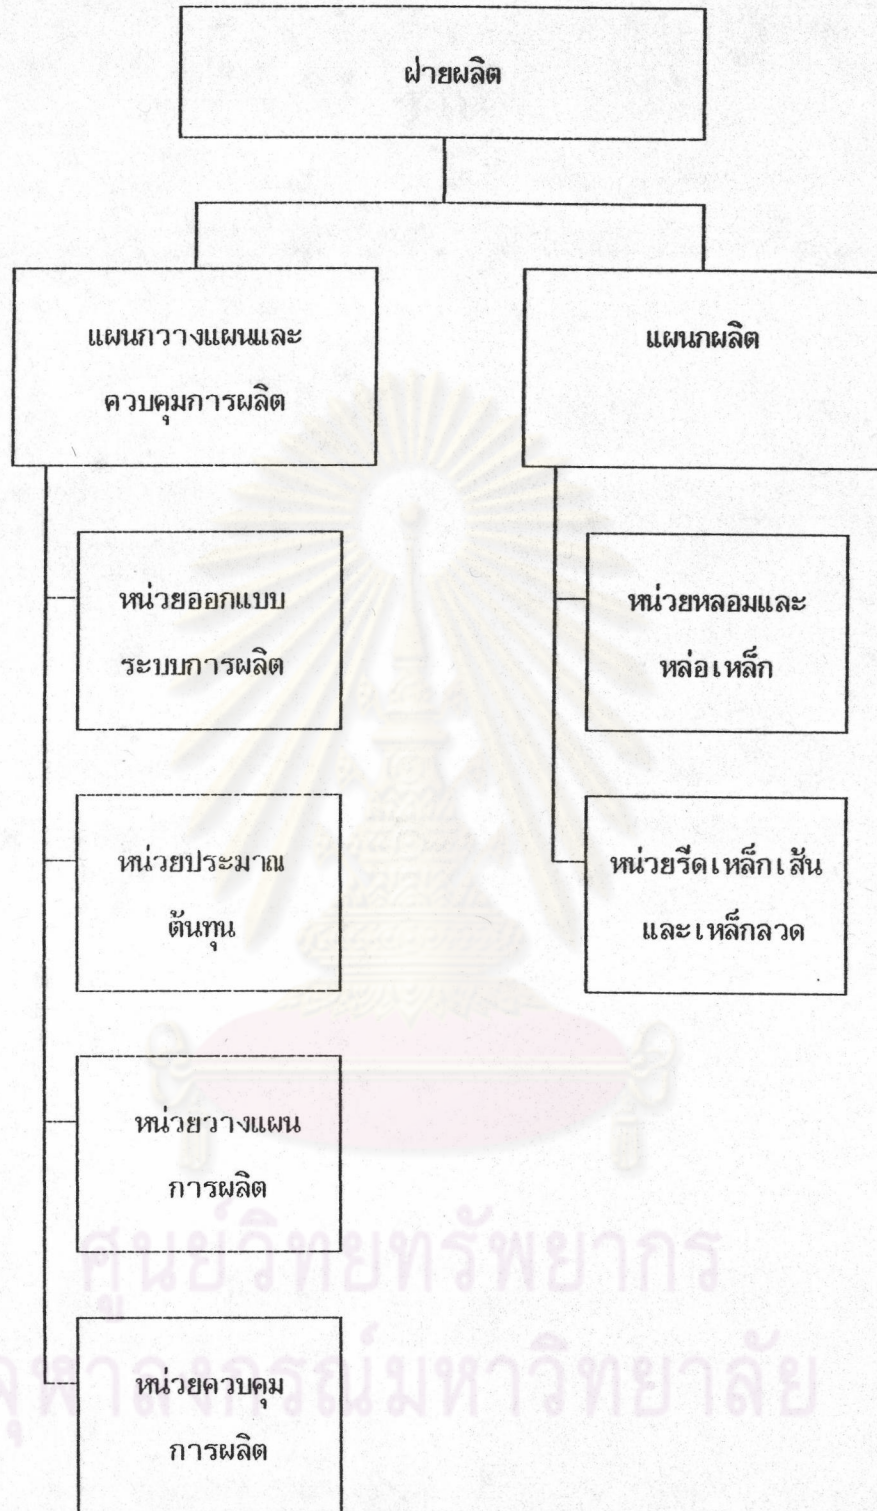 ฝ่ายผลิต
แผนกวางแผนและ
ควบคุมการผลิต
แผนกผลิต
หน่วยออกแบบ
ระบบการผลิต
หน่วยหลอมและ
หล่อเหล็ก
หน่วยประมาณ
ต้นทุน
หน่วยรีดเหล็กเส้น
และเหล็กลวด
หน่วยวางแผน
การผลิต
หน่วยควบคุม
การผลิต
ศูนย์วิทยทรัพยากร
จุฬาลงกรณ์มหาวิทยาลัย